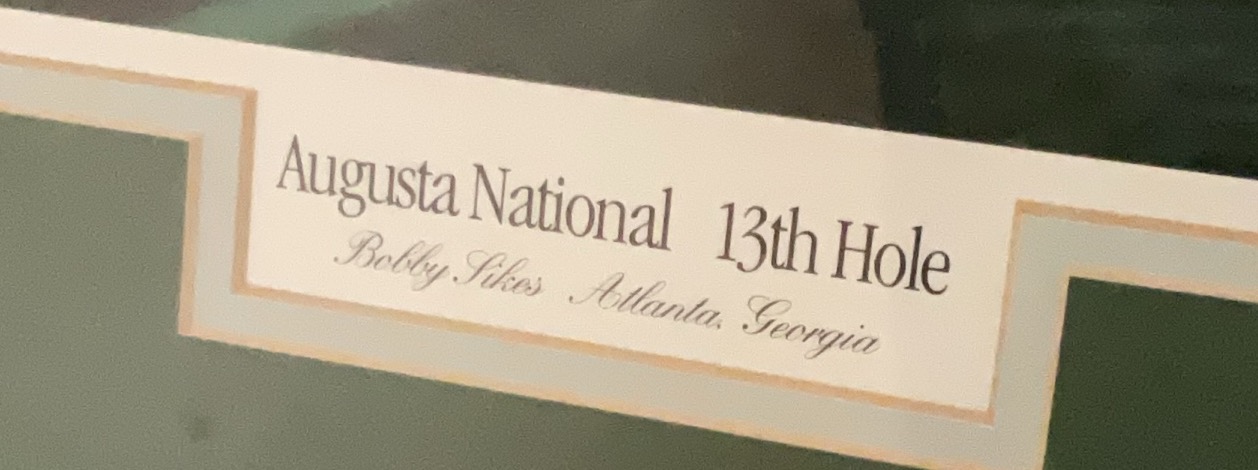 Augusta National 13th Hole
Bobby Sikes Atlanta, Georgia